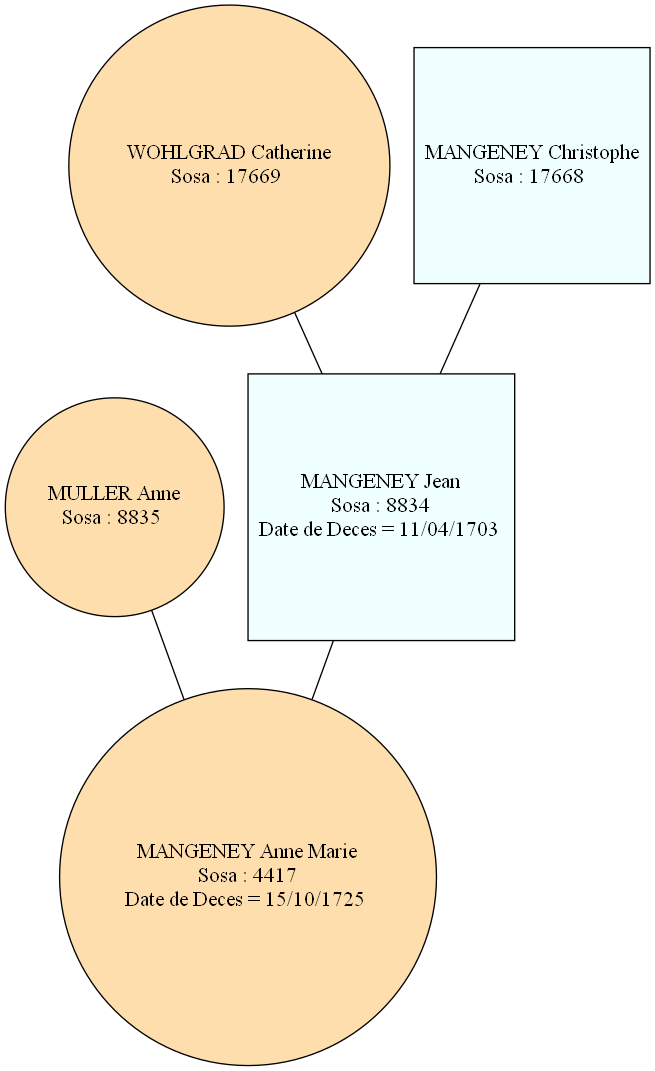 WOHLGRAD Catherine
Sosa : 17669
MANGENEY Christophe
Sosa : 17668
MANGENEY Jean
Sosa : 8834
Date de Deces = 11/04/1703
MULLER Anne
Sosa : 8835
MANGENEY Anne Marie
Sosa : 4417
Date de Deces = 15/10/1725